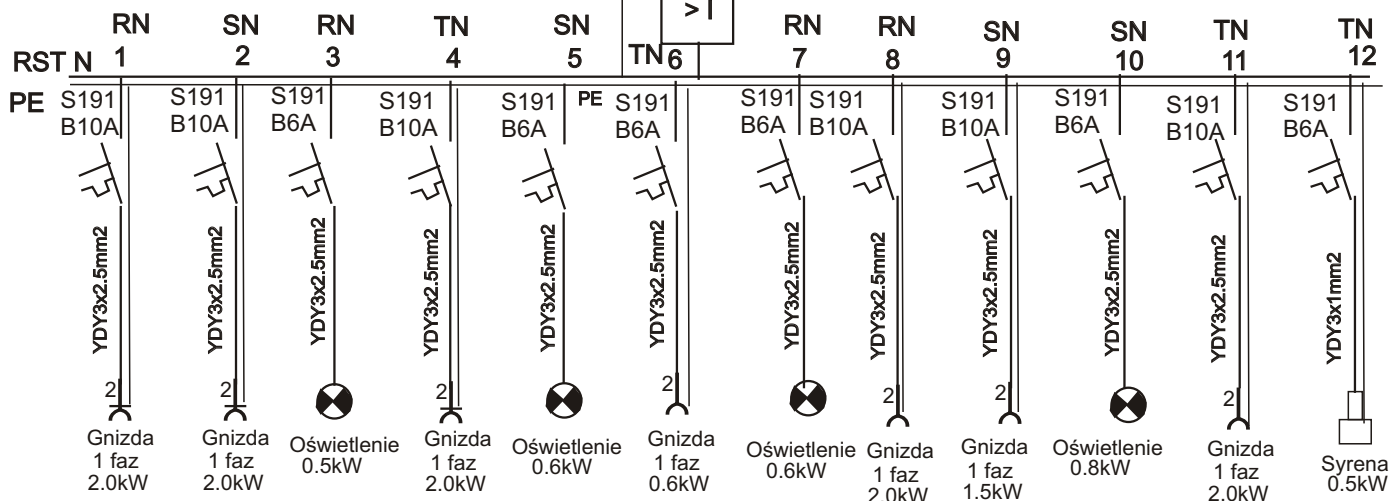 >1
RN SN RN TN SN RN RN SN SN TN TN
RST N 1 2 3 4 5 TN 6 7 8 9 10 11 12
PE S191 S191 S191 S191 S191 PE S191 S191 S191 S191 S191 S191 S191
B10A B10A B6A B10A B6A B6A B6A B10A B10A B6A B10A B6A
YDY3x2.5mm2 YDY3x2.5mm2 YDY3x2.5mm2 YDY3x2.5mm2 YDY3x2.5mm2 YDY3x2.5mm2 YDY3x2.5mm2 YDY3x2.5mm2 YDY3x2.5mm2 YDY3x2.5mm2 YDY3x2.5mm2 YDY3x1mm2
2 2 2 2 2 2 2
Gnizda
1 faz
2.0kW
Gnizda
1 faz
2.0kW
Oświetlenie
0.5kW
Gnizda
1 faz
2.0kW
Oświetlenie
0.6kW
Gnizda
1 faz
0.6kW
Oświetlenie
0.6kW
Gnizda
1 faz
2.0kW
Gnizda
1 faz
1.5kW
Oświetlenie
0.8kW
Gnizda
1 faz
2.0kW
Syrena
0.5kW